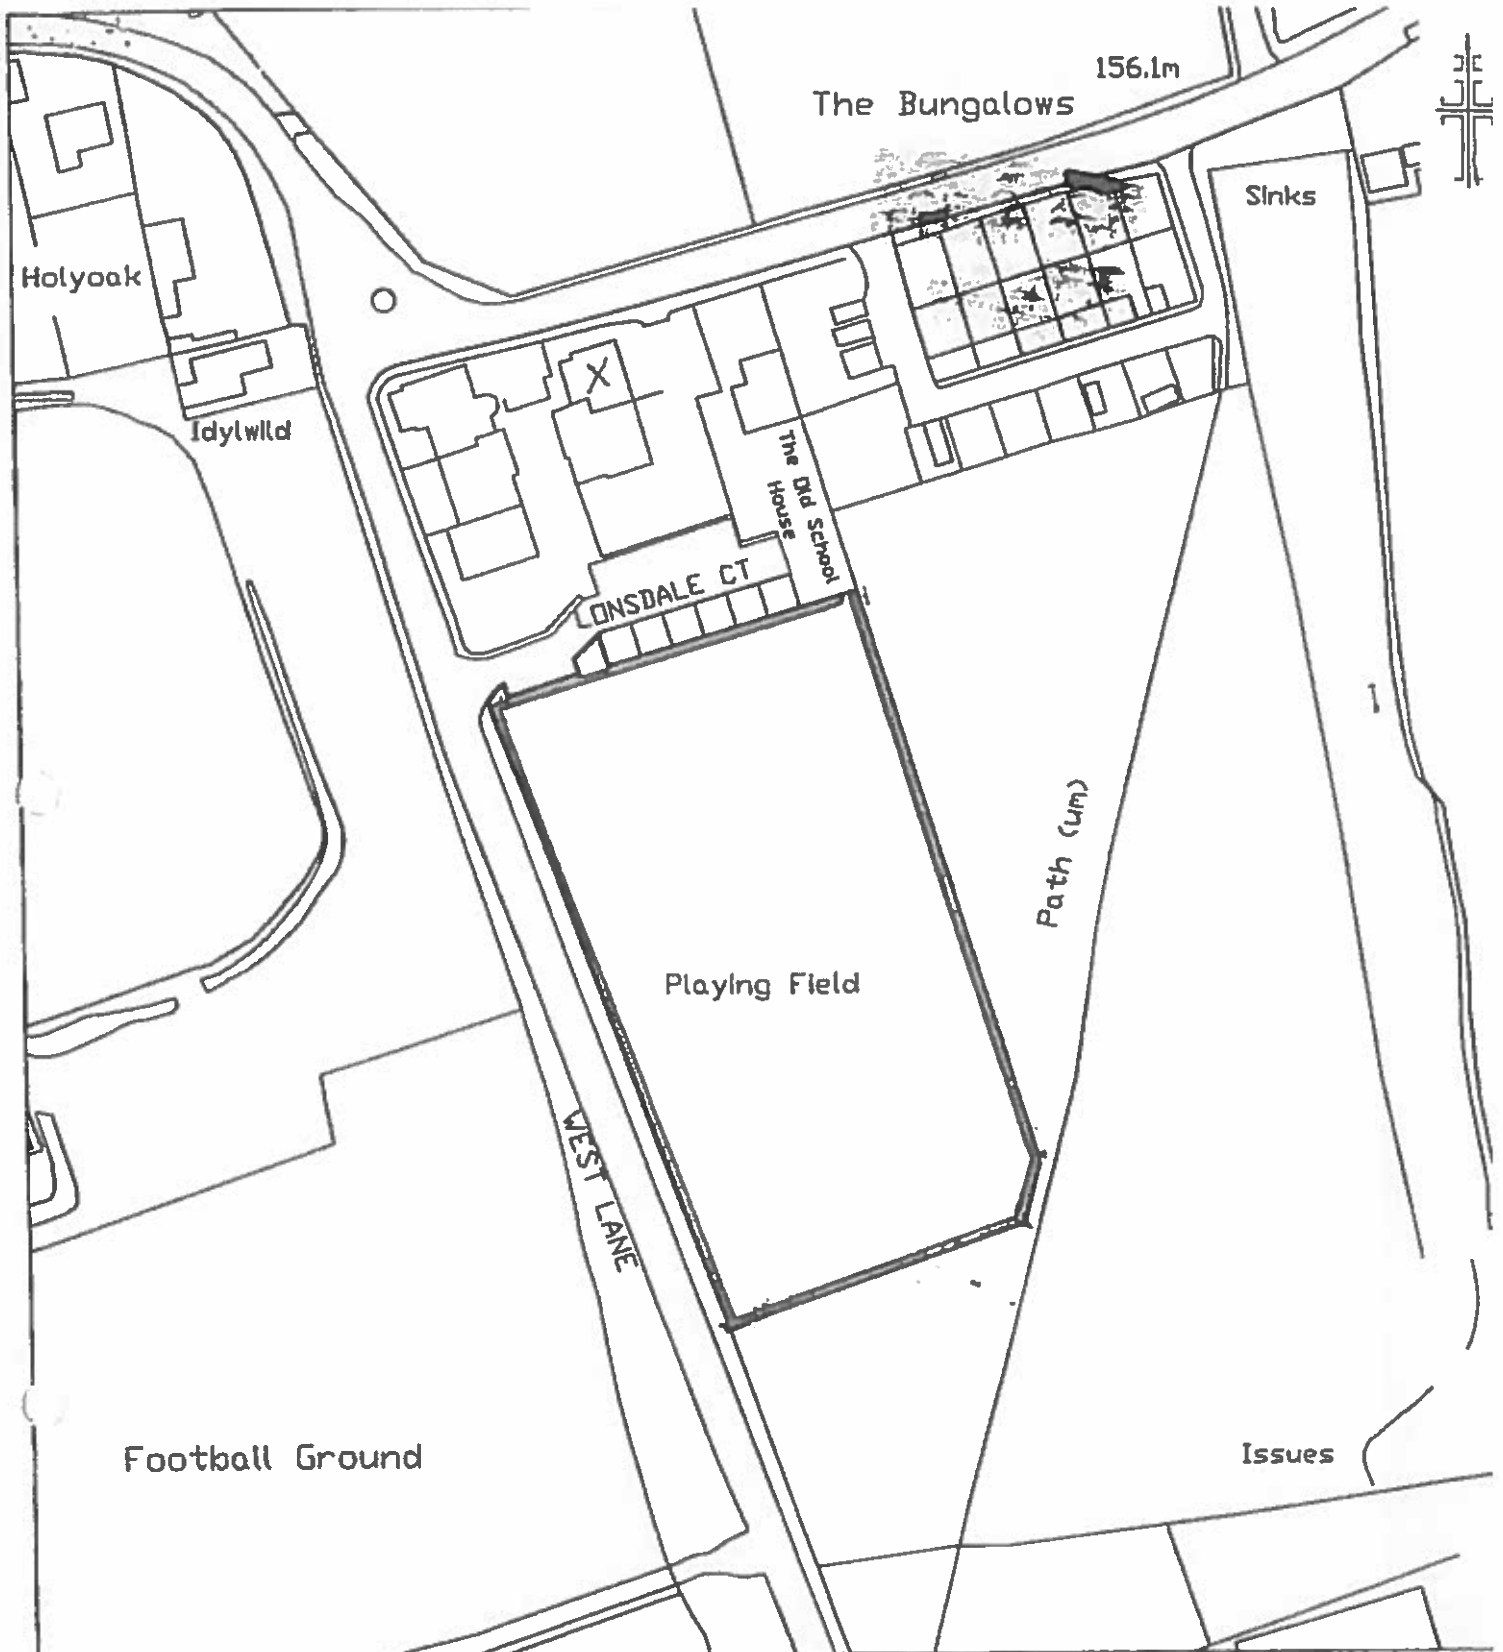 156.1m
The Bungalows
Sinks
Holyoak
Idylwild
X
The Old School
House
ONSDALE CT
Path (um)
Playing Field
WEST LANE
Football Ground
Issues